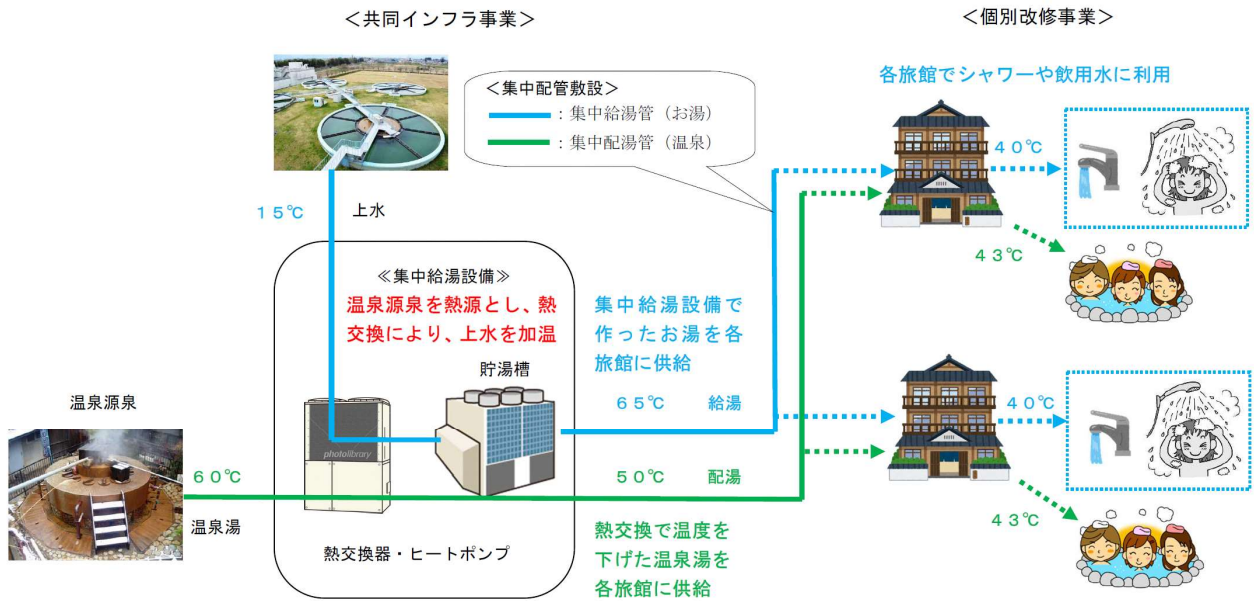 ＜共同インフラ事業＞
＜個別改修事業＞
＜集中配管敷設＞
：集中給湯管（お湯）
：集中配湯管（温泉）
各旅館でシャワーや飲用水に利用
４０℃
４３℃
１５℃
上水
≪集中給湯設備≫
温泉源泉を熱源とし、熱
交換により、上水を加温
貯湯槽
集中給湯設備で
作ったお湯を各
旅館に供給
６５℃　給湯
温泉源泉
photolibrary
６０℃
温泉湯
５０℃　配湯
熱交換器・ヒートポンプ
熱交換で温度を
下げた温泉湯を
各旅館に供給
４０℃
４３℃